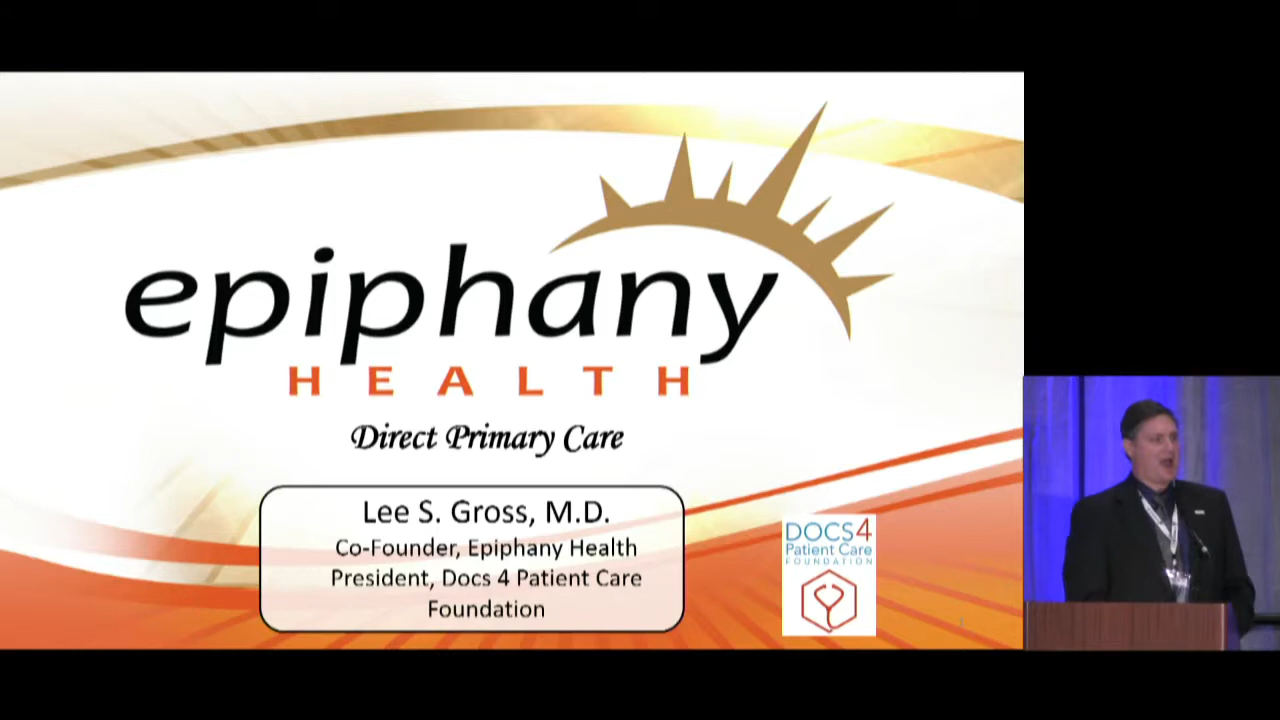 epiphany
HEALTH
Direct Primary Care
Lee S. Gross, M.D.
Co-Founder, Epiphany Health
President, Docs 4 Patient Care
Foundation
DOCS4
Patient Care
FOUNDATION